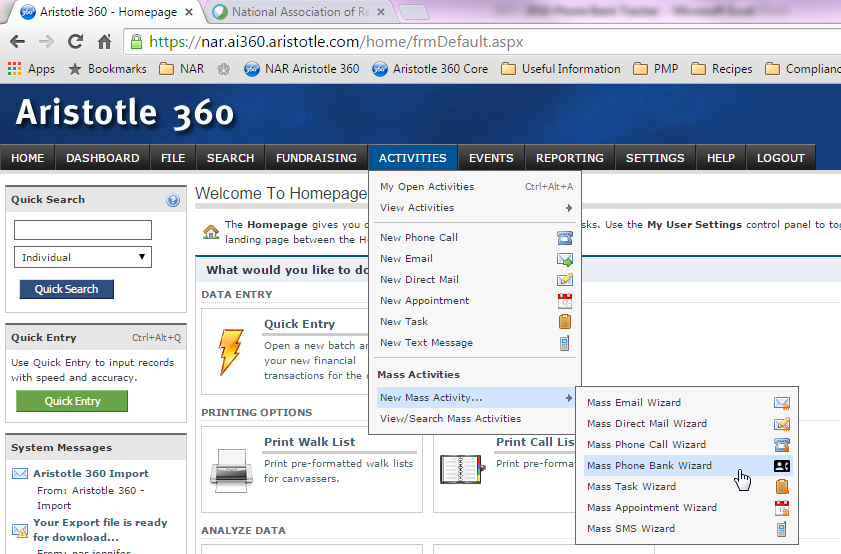 Aristotle 360 - Homepage
National Association of Re
https://nar.ai360.aristotle.com/home/frmDefault.aspx
Apps Bookmarks NAR NAR Aristotle 360 Aristotle 360 Core Useful Information PMP Recipes Complianc
Aristotle 360
HOME DASHBOARD FILE SEARCH FUNDRAISING ACTIVITIES EVENTS REPORTING SETTINGS HELP LOGOUT
Quick Search
Individual
Quick Search
Quick Entry Ctrl+Alt+Q
Use Quick Entry to input records
with speed and accuracy.
Quick Entry
System Messages
Aristotle 360 Import
From: Aristotle 360 -
Import
Your Export file is ready
for download...
From: nar.jennifer
Welcome To Homepage
The Homepage gives you
landing page between the H
sks. Use the My User Settings control panel to tog
What would you like to do
DATA ENTRY
Quick Entry
Open a new batch a
your new financial
transactions for the
PRINTING OPTIONS
Print Walk List
Print pre-formatted walk lists
for canvassers.
Print Call Li
Print pre-forma
ANALYZE DATA
My Open Activities Ctrl+Alt+A
View Activities
New Phone Call
New Email
New Direct Mail
New Appointment
New Task
New Text Message
Mass Activities
New Mass Activity...
View/Search Mass Activities
Mass Email Wizard
Mass Direct Mail Wizard
Mass Phone Call Wizard
Mass Phone Bank Wizard
Mass Task Wizard
Mass Appointment Wizard
Mass SMS Wizard